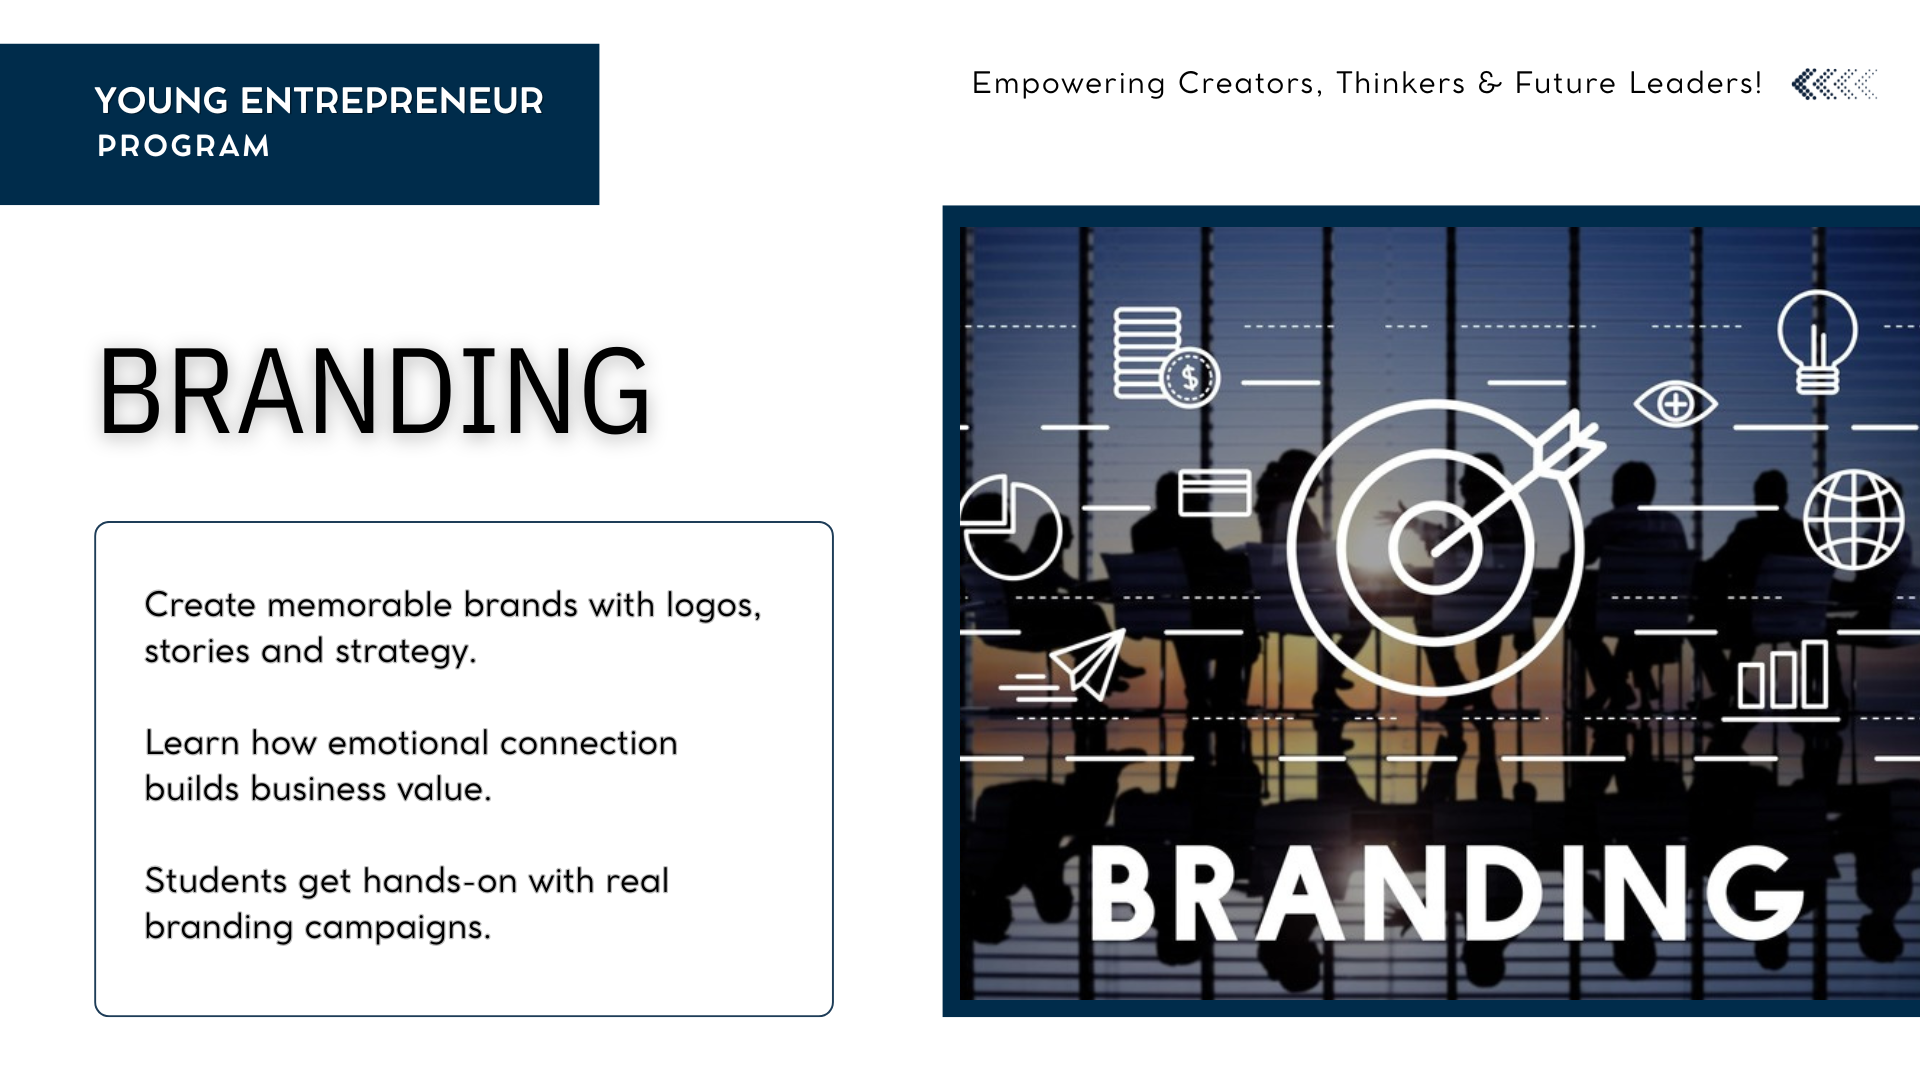 YOUNG ENTREPRENEUR
PROGRAM
Empowering Creators, Thinkers & Future Leaders!
BRANDING
Create memorable brands with logos,
stories and strategy.
Learn how emotional connection
builds business value.
Students get hands-on with real
branding campaigns.
$
BRANDING